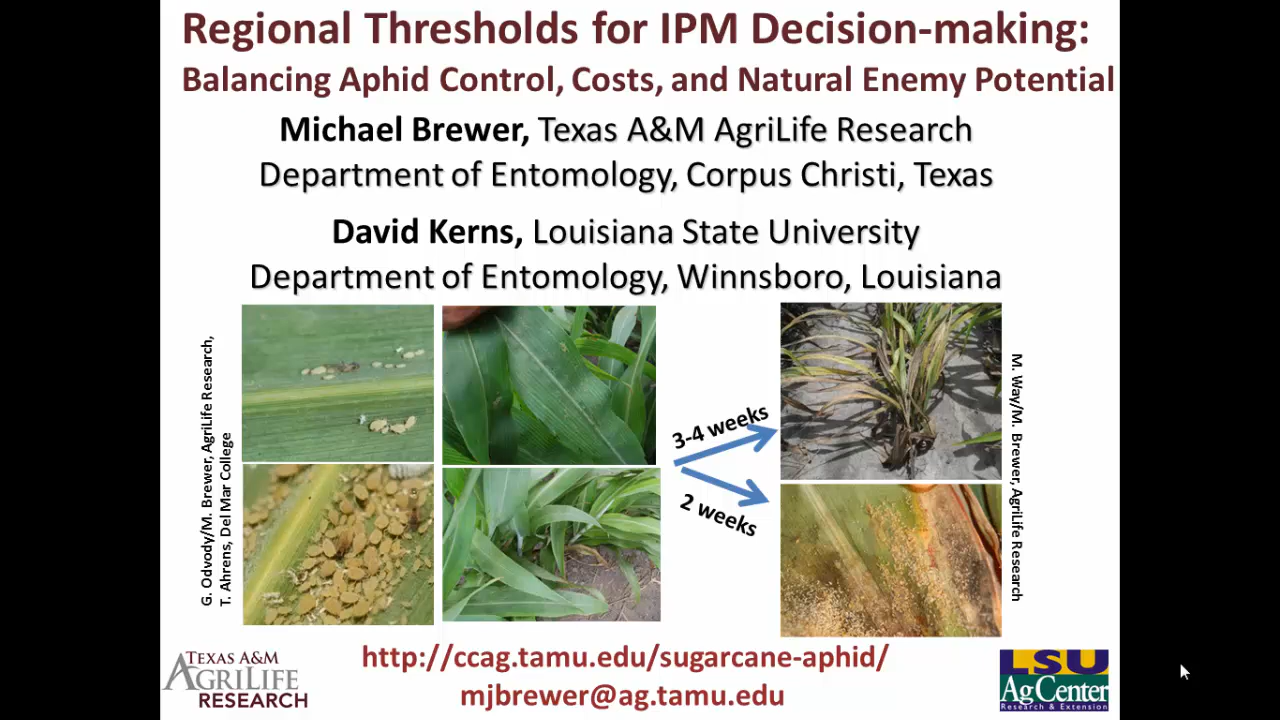 Regional Thresholds for IPM Decision-making:
Balancing Aphid Control, Costs, and Natural Enemy Potential
Michael Brewer, Texas A&M AgriLife Research
Department of Entomology, Corpus Christi, Texas
David Kerns, Louisiana State University
Department of Entomology, Winnsboro, Louisiana
G. Odvody/M. Brewer, AgriLife Research,
T. Ahrens, Del Mar College
3-4 weeks
2 weeks
M. Way/M. Brewer, AgriLife Research
http://ccag.tamu.edu/sugarcane-aphid/
mjbrewer@ag.tamu.edu
TEXAS A&M
AGRILIFE
RESEARCH
LSU
AgCenter
Research & Extension